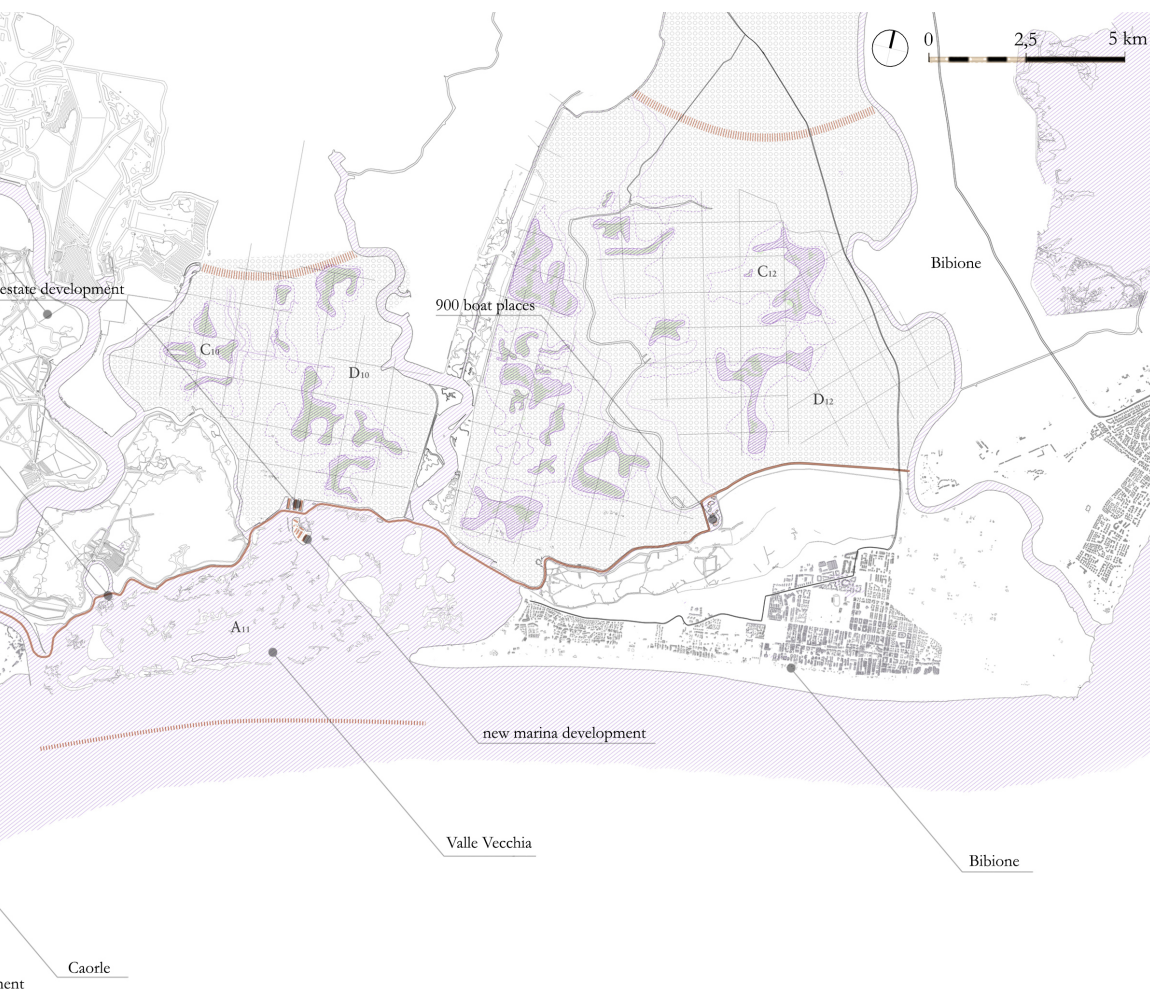 0 2,5 5 km
Bibione
C12
estate development
900 boat places
C10
D10
D12
A11
new marina development
Valle Vecchia
Bibione
Caorle
ment